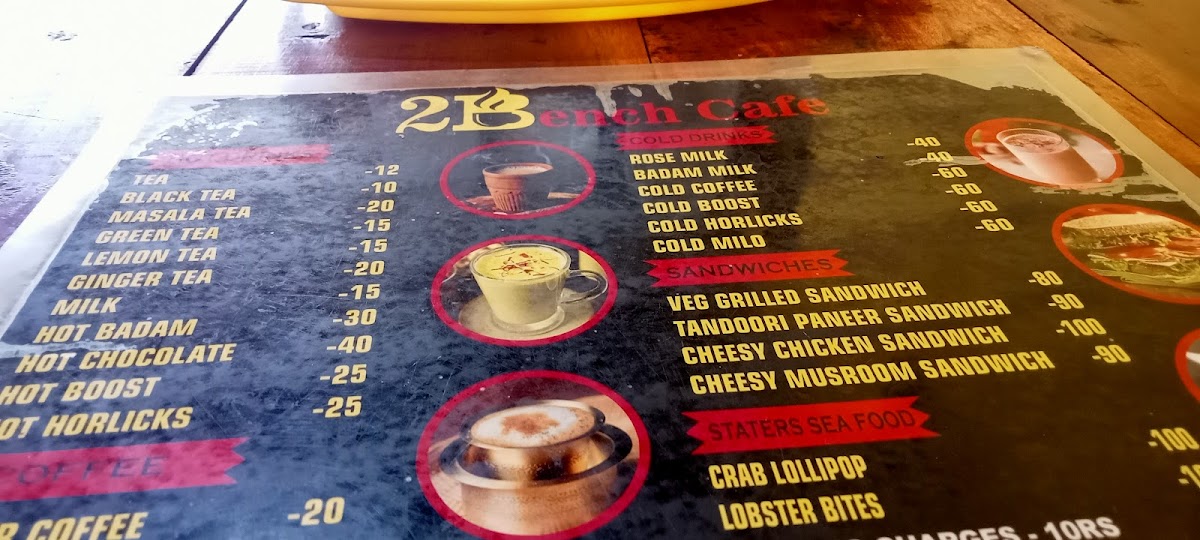 2Bench Cafe
TEA -12
BLACK TEA -10
MASALA TEA -20
GREEN TEA -15
LEMON TEA -15
GINGER TEA -20
MILK -15
HOT BADAM -30
HOT CHOCOLATE -40
HOT BOOST -25
OT HORLICKS -25
OFFEE
R COFFEE -20
COLD DRINKS
ROSE MILK -40
BADAM MILK -40
COLD COFFEE -60
COLD BOOST -60
COLD HORLICKS -60
COLD MILO -60
SANDWICHES
VEG GRILLED SANDWICH -80
TANDOORI PANEER SANDWICH -90
CHEESY CHICKEN SANDWICH -100
CHEESY MUSROOM SANDWICH -90
STATERS SEA FOOD
CRAB LOLLIPOP -100
LOBSTER BITES
CHARGES - 10RS